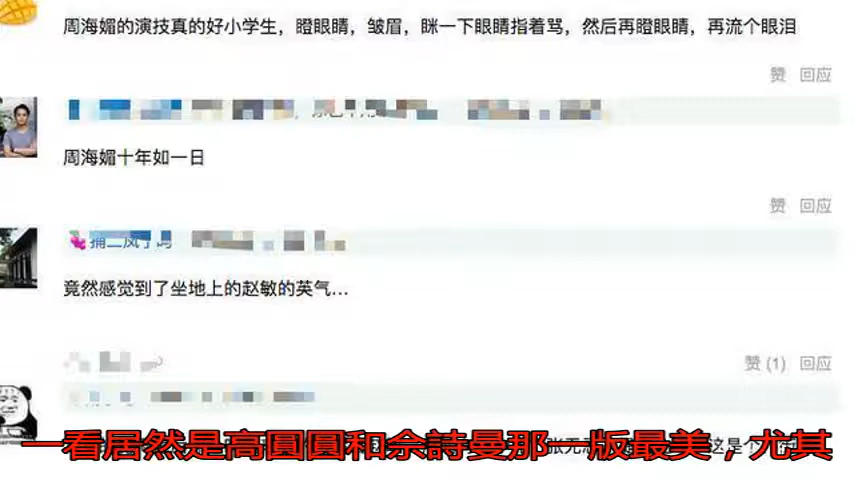 周海媚的演技真的好小学生，瞪眼睛，皱眉，眯一下眼睛指着骂，然后再瞪眼睛，再流个眼泪
赞 回应
周海媚十年如一日
赞 回应
竟然感觉到了坐地上的赵敏的英气...
赞 (1) 回应
一看居然是高圓圓和佘詩曼那一版最美，尤其